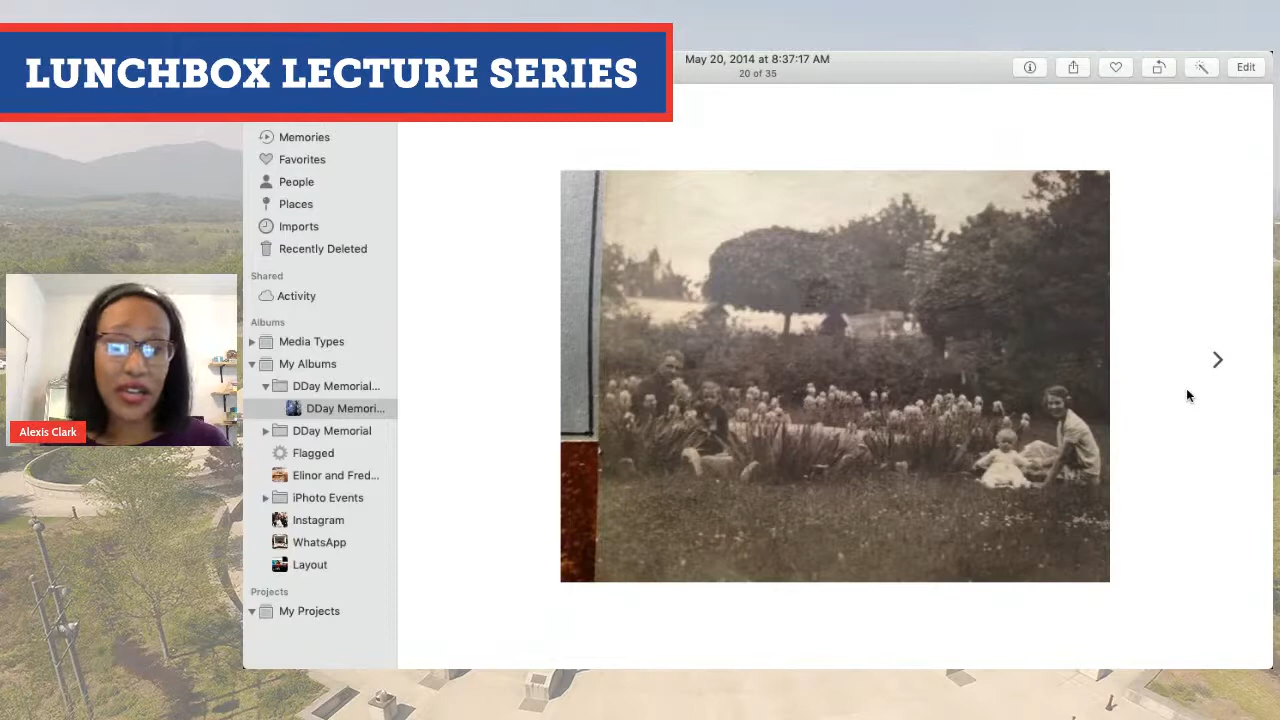 LUNCHBOX LECTURE SERIES
May 20, 2014 at 8:37:17 AM
20 of 35
Edit
Memories
Favorites
People
Places
Imports
Recently Deleted
Shared
Activity
Albums
Media Types
My Albums
DDay Memorial...
DDay Memori...
DDay Memorial
Flagged
Elinor and Fred...
iPhoto Events
Instagram
WhatsApp
Layout
Projects
My Projects
Alexis Clark